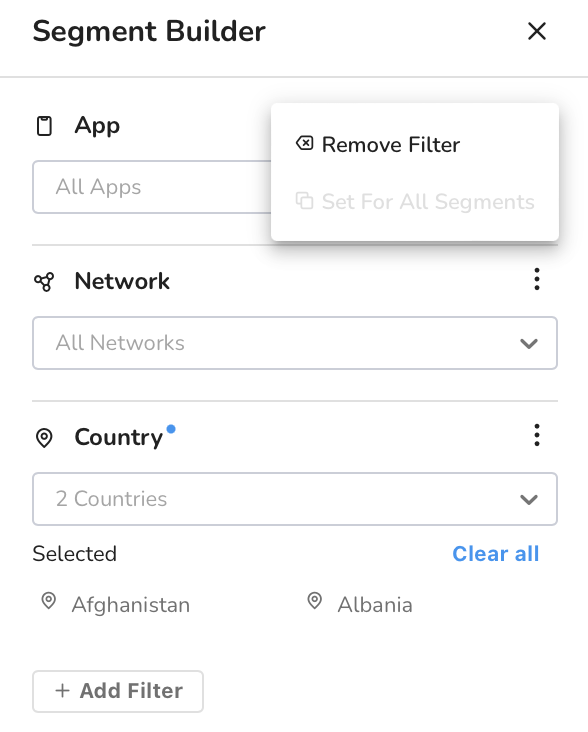 Segment Builder
App
Remove Filter
All Apps
Set For All Segments
Network
All Networks
Country
2 Countries
Selected
Clear all
Afghanistan
Albania
+ Add Filter